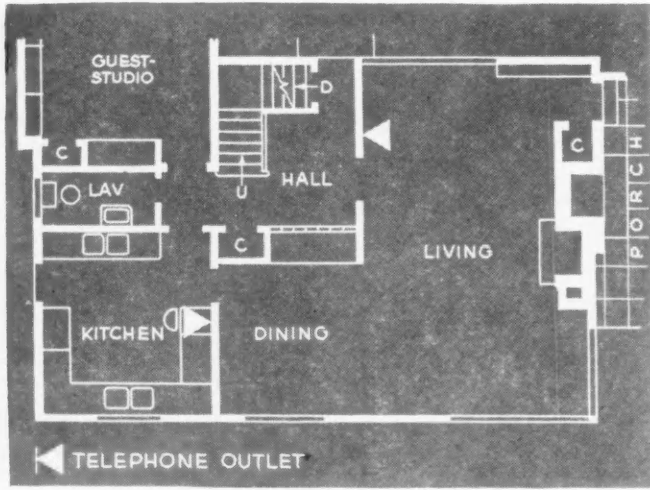 GUEST-
STUDIO
D
C
C
LAV
U
HALL
PORCH
C
LIVING
KITCHEN
DINING
TELEPHONE OUTLET